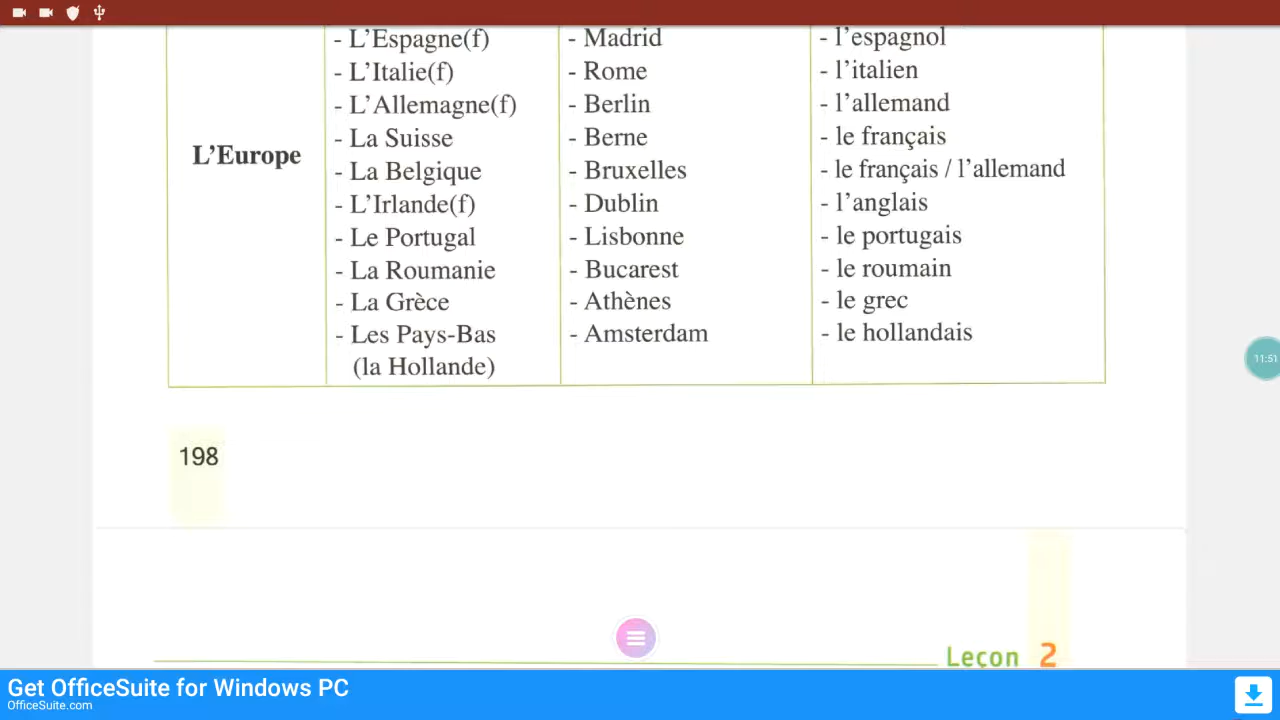 - L'Espagne(f) - Madrid - l'espagnol
- L'Italie(f) - Rome - l'italien
- L'Allemagne(f) - Berlin - l'allemand
- La Suisse - Berne - le français
L'Europe
- La Belgique - Bruxelles - le français / l'allemand
- L'Irlande(f) - Dublin - l'anglais
- Le Portugal - Lisbonne - le portugais
- La Roumanie - Bucarest - le roumain
- La Grèce - Athènes - le grec
- Les Pays-Bas - Amsterdam - le hollandais
(la Hollande)
11:51
198
Leçon 2
Get OfficeSuite for Windows PC
OfficeSuite.com